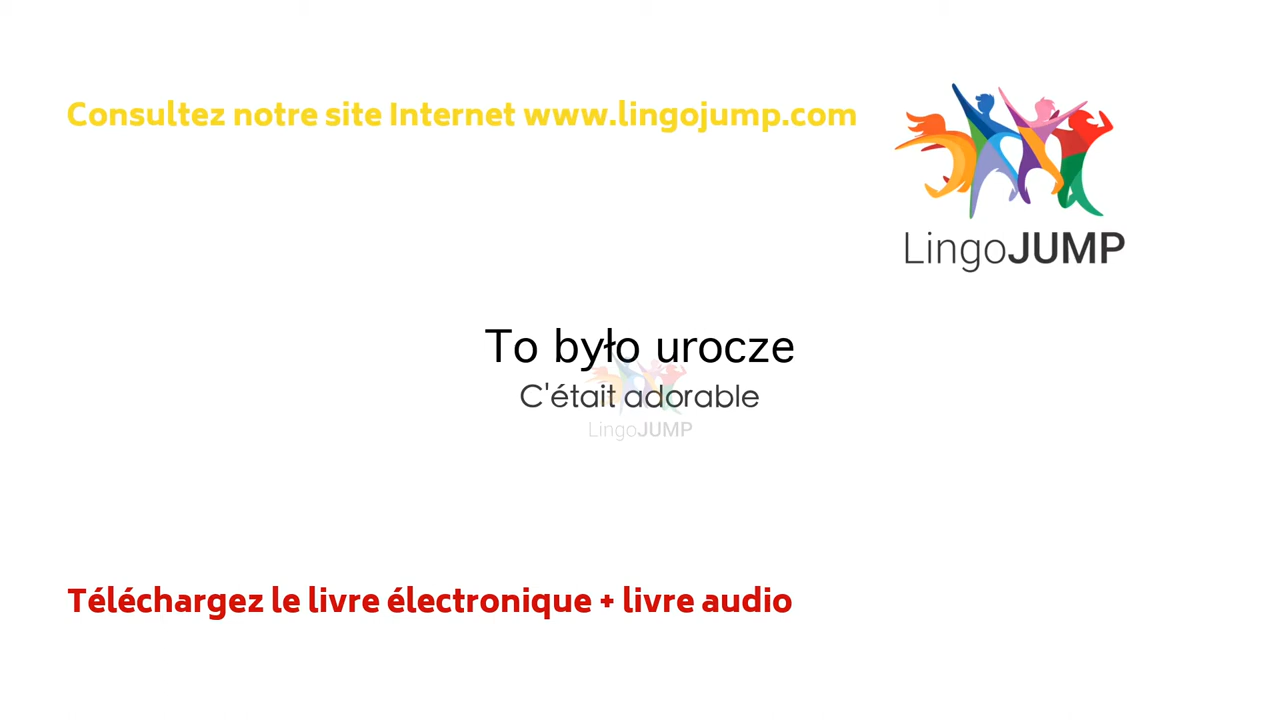 Consultez notre site Internet www.lingojump.com
LingoJUMP
To było urocze
C'était adorable
LingoJUMP
Téléchargez le livre électronique + livre audio